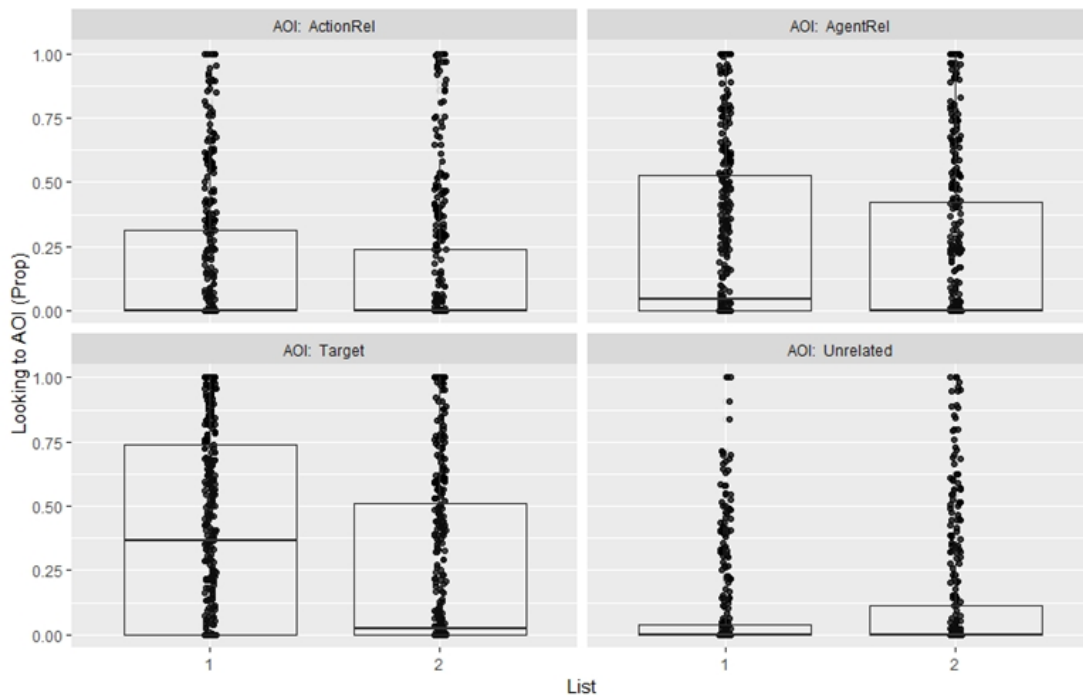 AOI: ActionRel
AOI: AgentRel
1.00
0.75
0.50
0.25
0.00
AOI: Target
AOI: Unrelated
1.00
0.75
0.50
0.25
0.00
1
2
1
2
Looking to AOI (Prop)
List